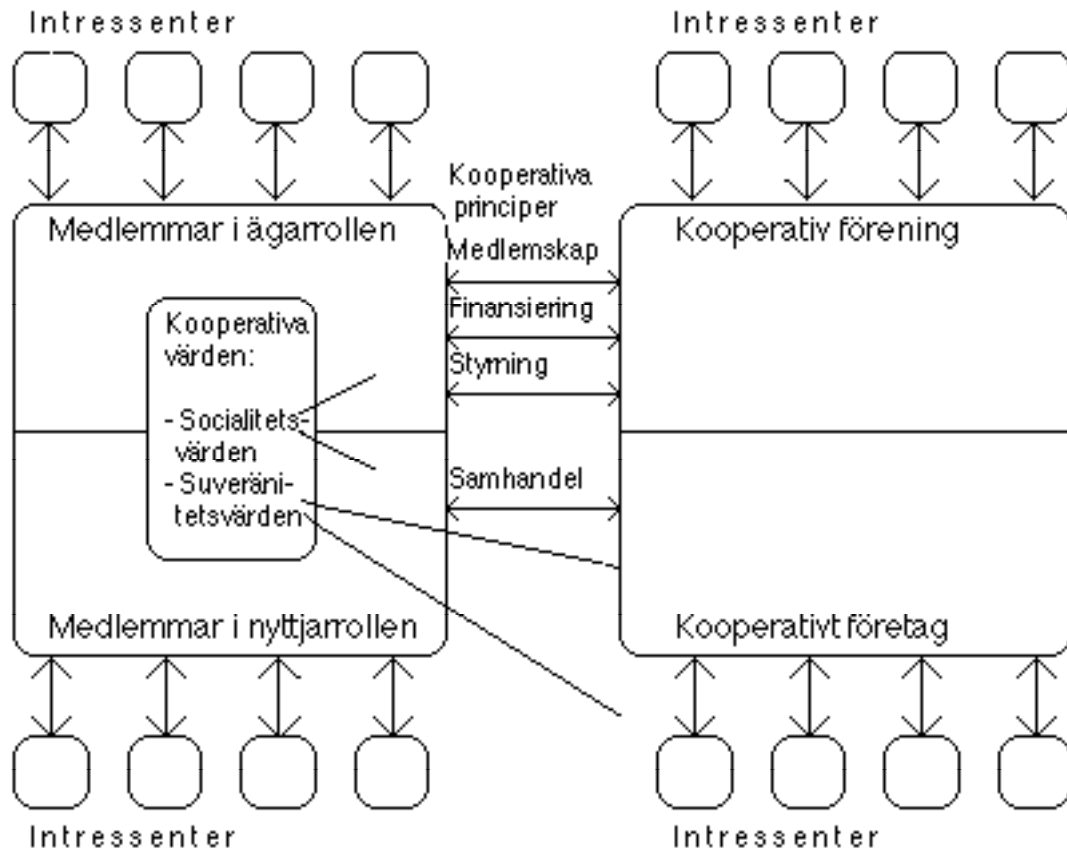 Intressenter
Intressenter
Kooperativa
principer
Medlemmar i ägarrollen
Kooperativ förening
Medlemskap
Finansiering
Styrning
Kooperativa
värden:
- Socialitets-
värden
- Suveräni-
tetsvärden
Samhandel
Medlemmar i nyttjarrollen
Kooperativt företag
Intressenter
Intressenter